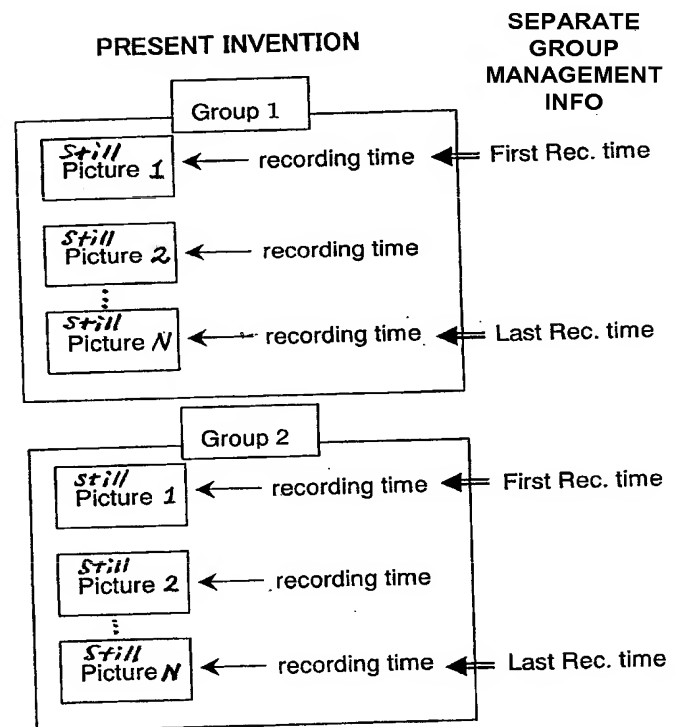 PRESENT INVENTION
SEPARATE
GROUP
MANAGEMENT
INFO
Group 1
Still
Picture 1 recording time First Rec. time
Still
Picture 2 recording time
Still
Picture N recording time Last Rec. time
Group 2
Still
Picture 1 recording time First Rec. time
Still
Picture 2 recording time
Still
Picture N recording time Last Rec. time